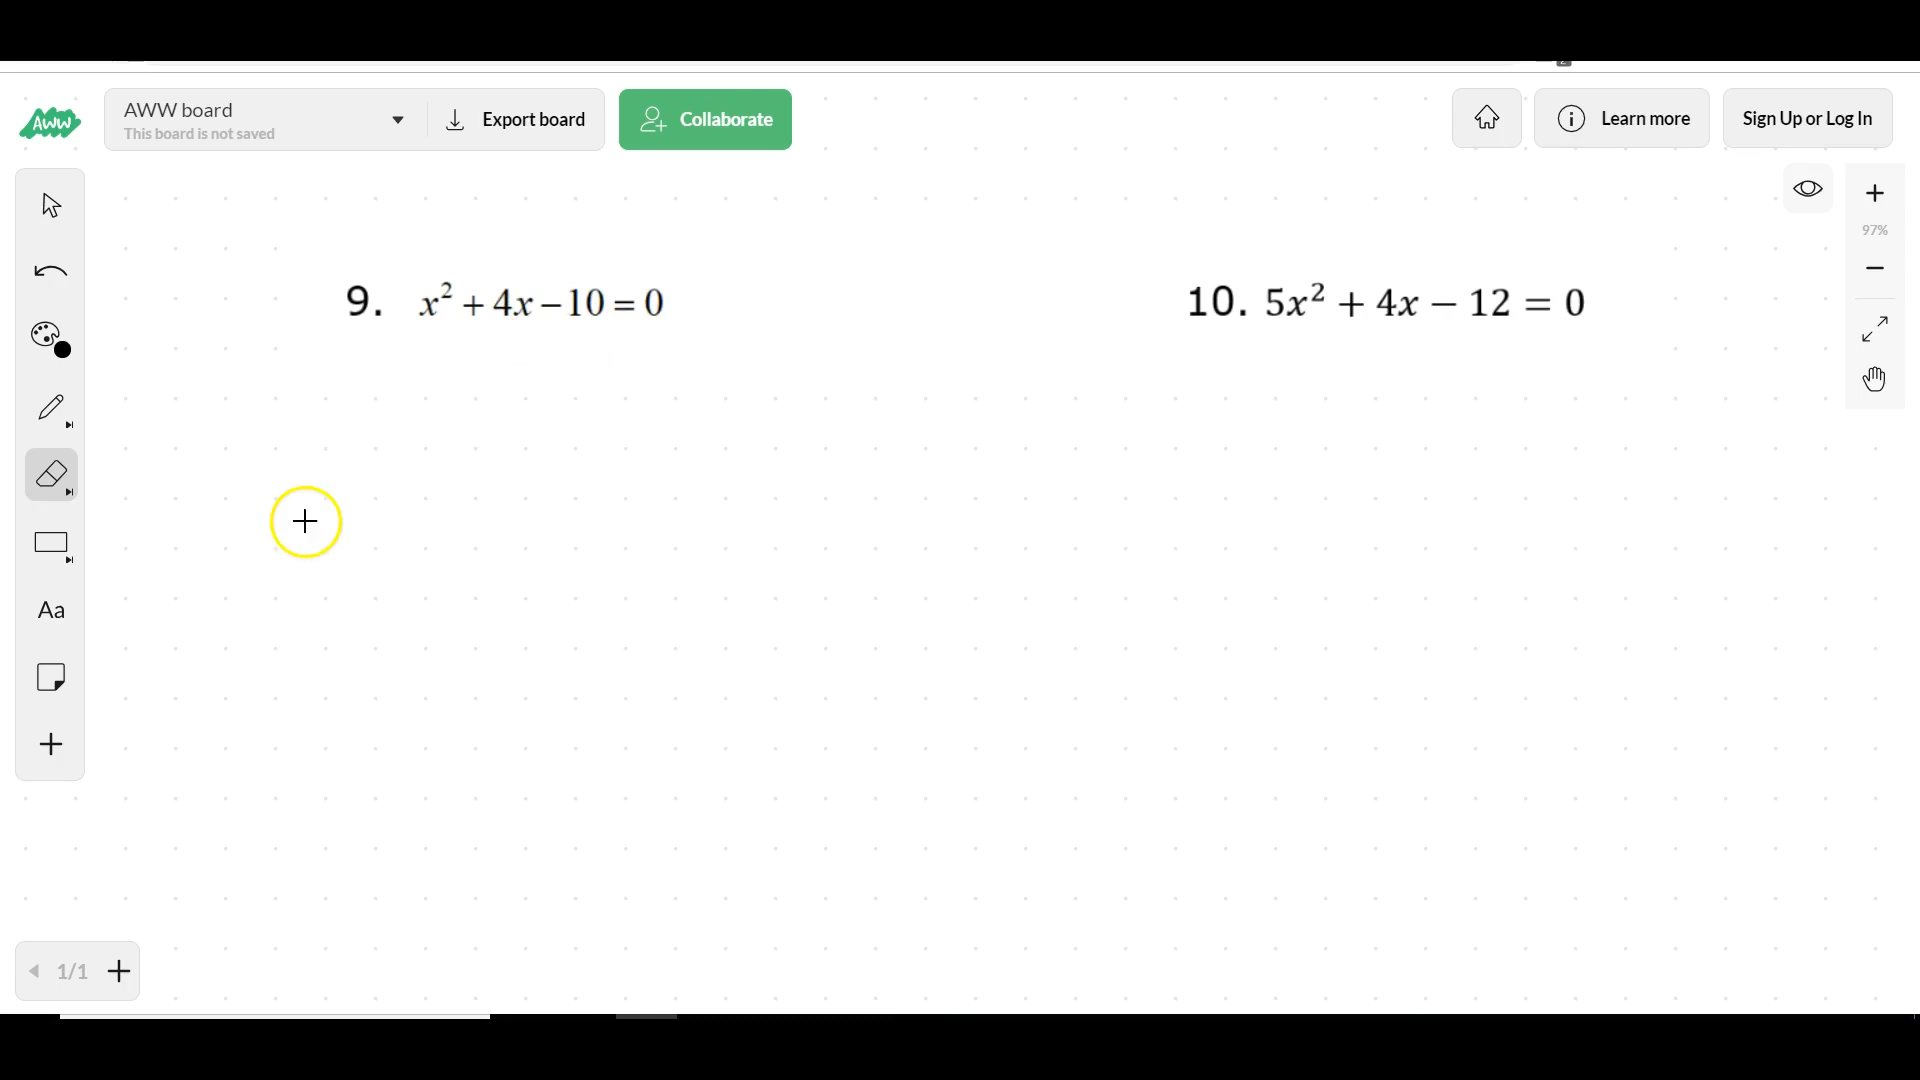 AWW
AWW board
This board is not saved
Export board
Collaborate
Learn more
Sign Up or Log In
97%
9. x² + 4x – 10 = 0
10. 5x² + 4x − 12 = 0
Aa
1/1